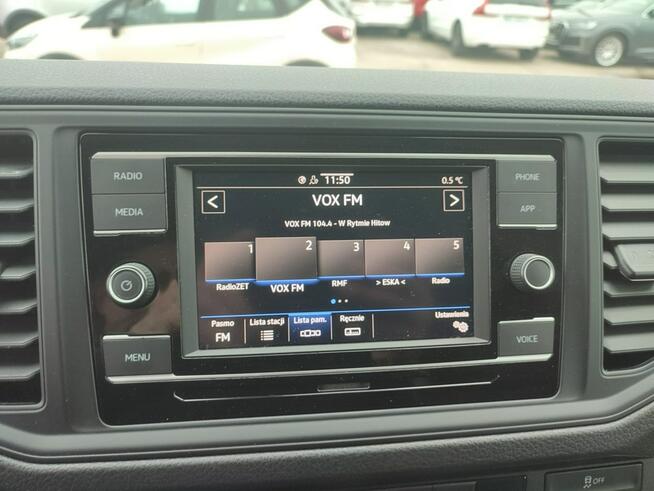 RADIO
MEDIA
MENU
PHONE
APP
VOICE
11:50
0.5 °C
<
VOX FM
>
VOX FM 104.4 - W Rytmie Hitow
1
2
3
4
5
RadioZET
VOX FM
RMF
> ESKA <
Radio
Pasmo
FM
Lista stacji
Lista pam.
Ręcznie
Ustawienia
OFF